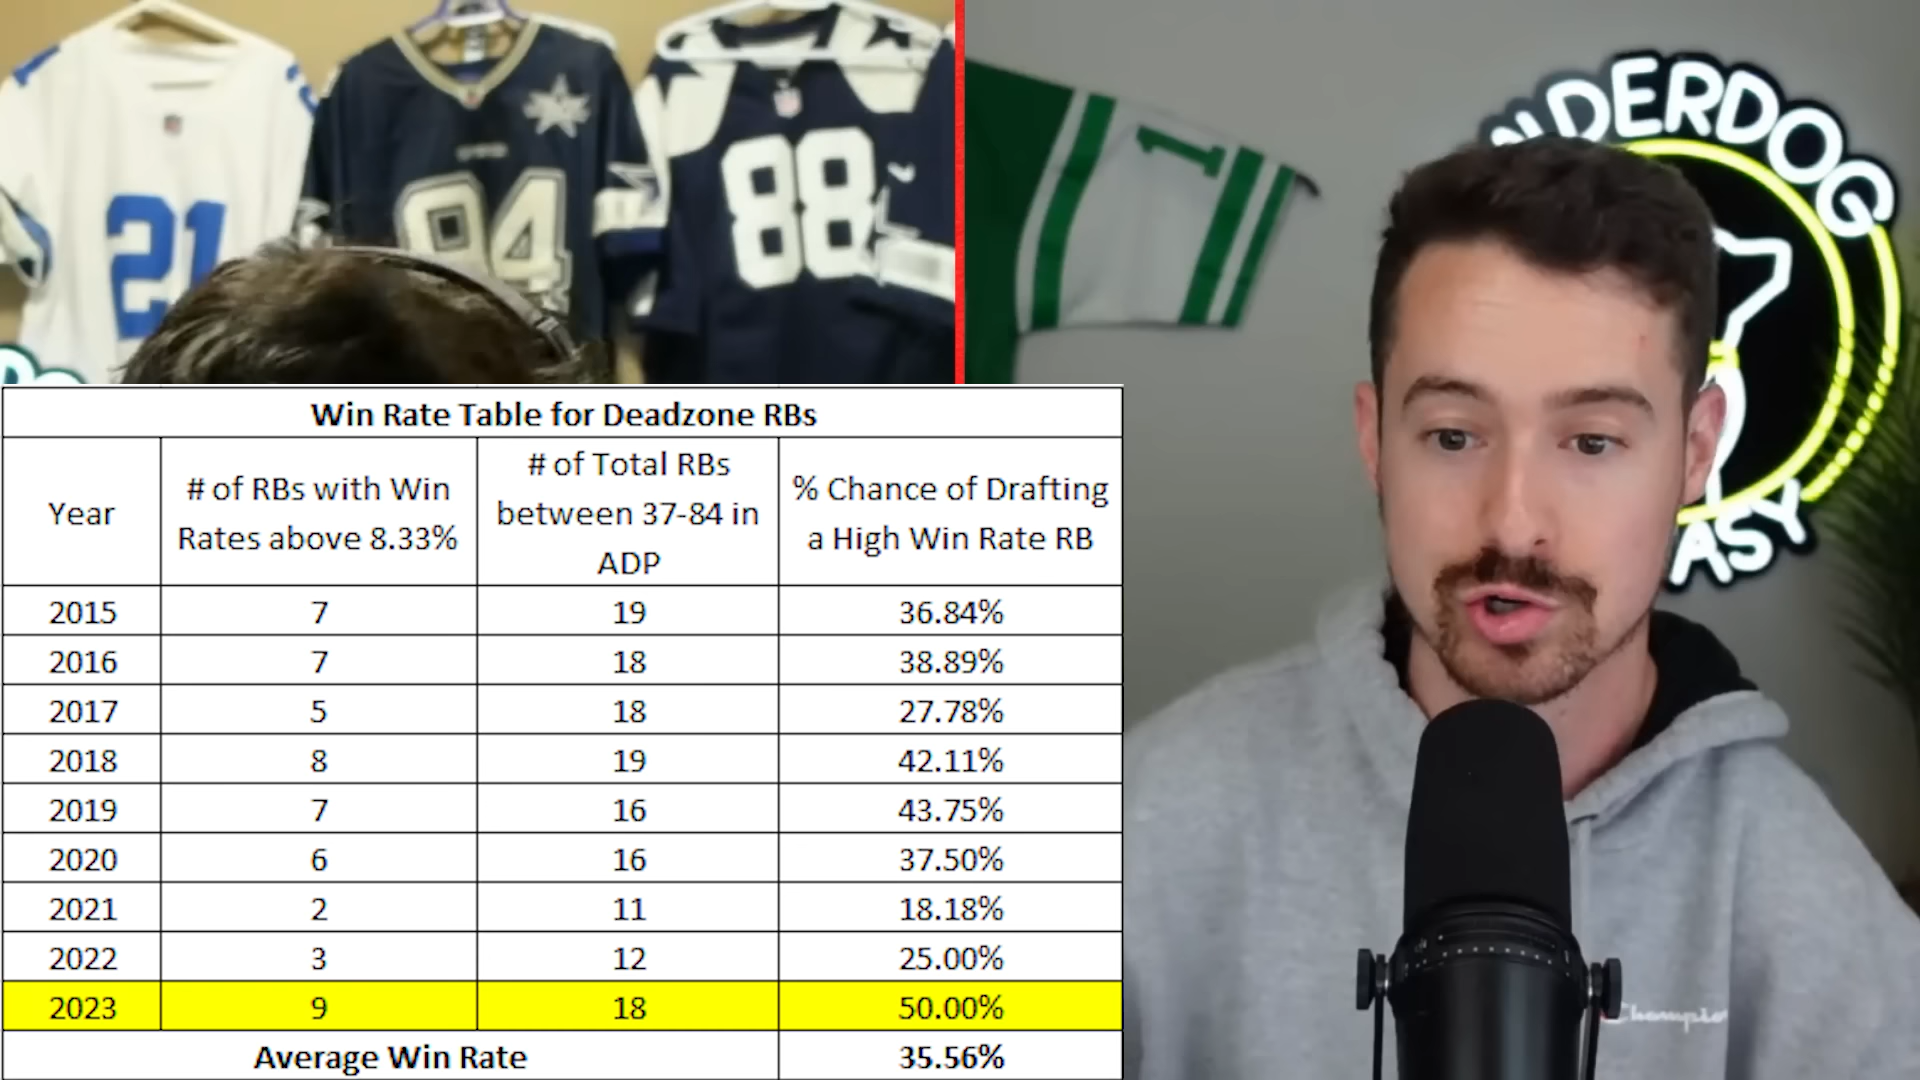 21
94
88
1
NDERDOG
ASY
Champio
Win Rate Table for Deadzone RBs
Year
# of RBs with Win
Rates above 8.33%
# of Total RBs
between 37-84 in
ADP
% Chance of Drafting
a High Win Rate RB
2015 7 19 36.84%
2016 7 18 38.89%
2017 5 18 27.78%
2018 8 19 42.11%
2019 7 16 43.75%
2020 6 16 37.50%
2021 2 11 18.18%
2022 3 12 25.00%
2023 9 18 50.00%
Average Win Rate 35.56%